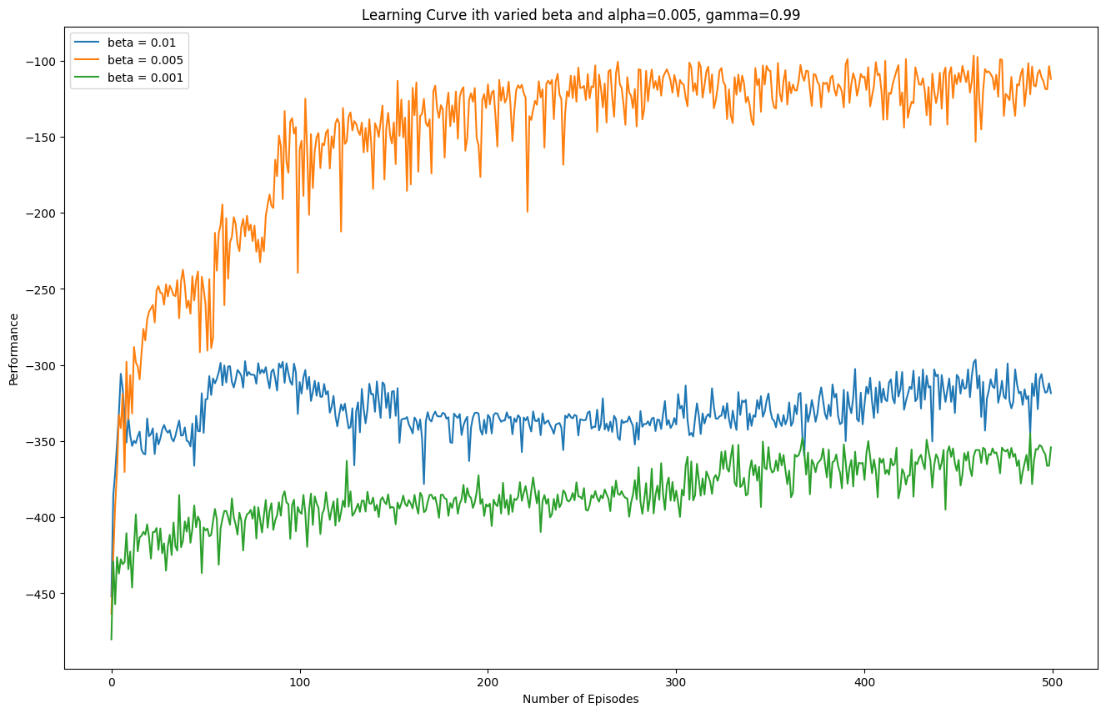 Learning Curve ith varied beta and alpha=0.005, gamma=0.99
beta = 0.01
beta = 0.005
beta = 0.001
Performance
−100
−150
−200
−250
−300
−350
−400
−450
0
100
200
300
400
500
Number of Episodes